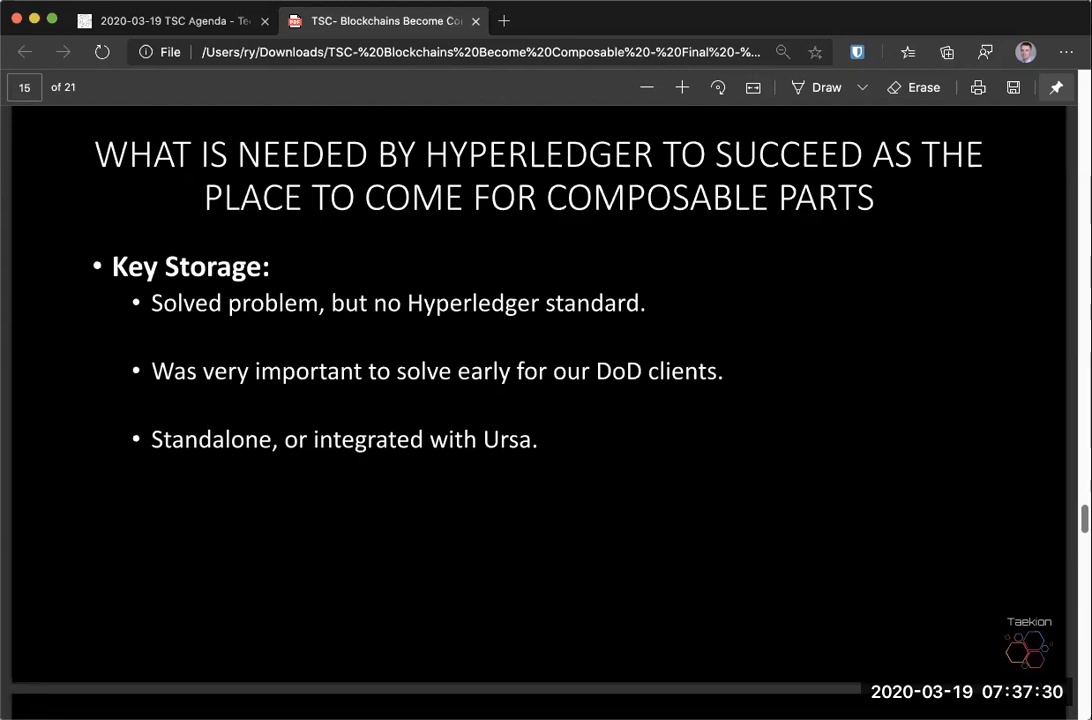 2020-03-19 TSC Agenda - Te
TSC- Blockchains Become Co
File
/Users/ry/Downloads/TSC-%20Blockchains%20Become%20Composable%20-%20Final%20-%...
15 of 21
Draw
Erase
WHAT IS NEEDED BY HYPERLEDGER TO SUCCEED AS THE
PLACE TO COME FOR COMPOSABLE PARTS
• Key Storage:
• Solved problem, but no Hyperledger standard.
• Was very important to solve early for our DoD clients.
• Standalone, or integrated with Ursa.
Taekion
2020-03-19 07:37:30